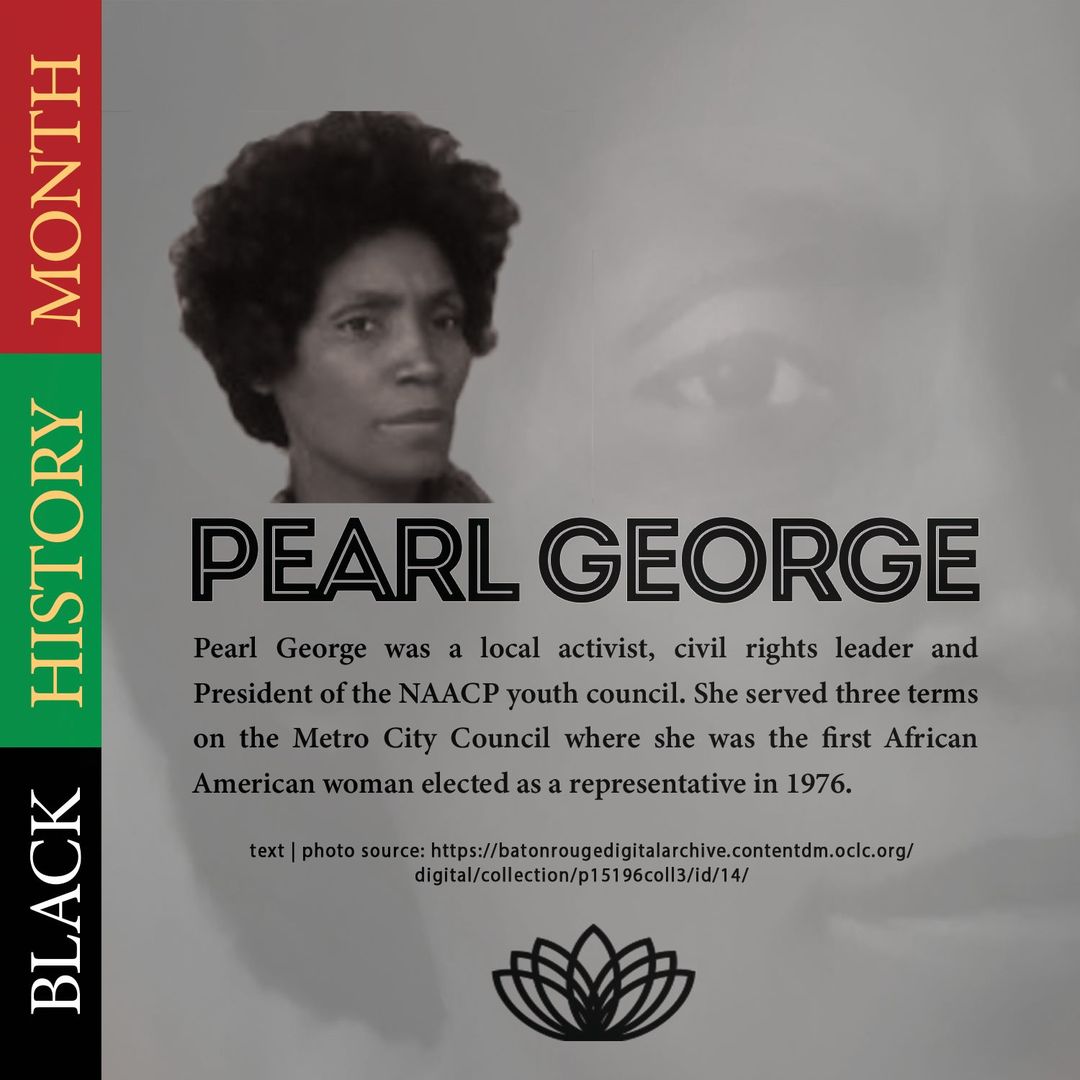 BLACK HISTORY MONTH
PEARL GEORGE
Pearl George was a local activist, civil rights leader and
President of the NAACP youth council. She served three terms
on the Metro City Council where she was the first African
American woman elected as a representative in 1976.
text | photo source: https://batonrougedigitalarchive.contentdm.oclc.org/
digital/collection/p15196coll3/id/14/